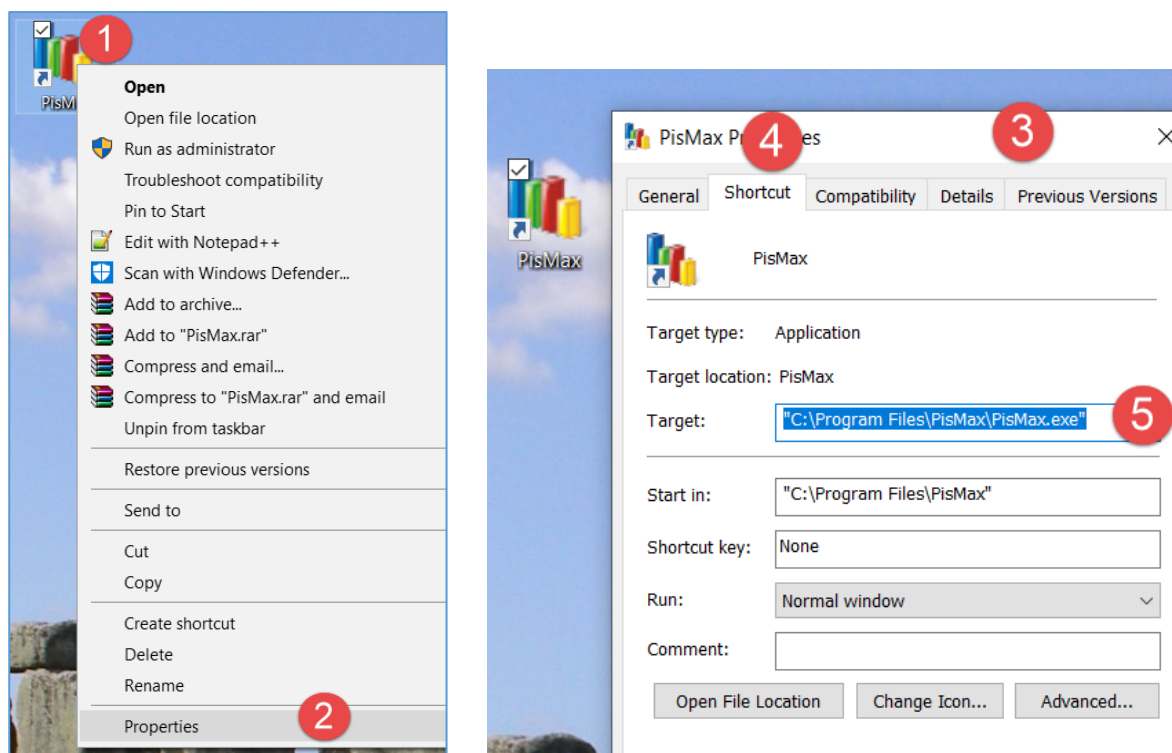 1
PisM
Open
Open file location
Run as administrator
Troubleshoot compatibility
Pin to Start
Edit with Notepad++
Scan with Windows Defender...
Add to archive...
Add to "PisMax.rar"
Compress and email...
Compress to "PisMax.rar" and email
Unpin from taskbar
Restore previous versions
Send to
Cut
Copy
Create shortcut
Delete
Rename
Properties 2
PisMax
PisMax P 4 es 3
General Shortcut Compatibility Details Previous Versions
PisMax
Target type: Application
Target location: PisMax
Target: "C:\Program Files\PisMax\PisMax.exe" 5
Start in: "C:\Program Files\PisMax"
Shortcut key: None
Run: Normal window
Comment:
Open File Location Change Icon... Advanced...